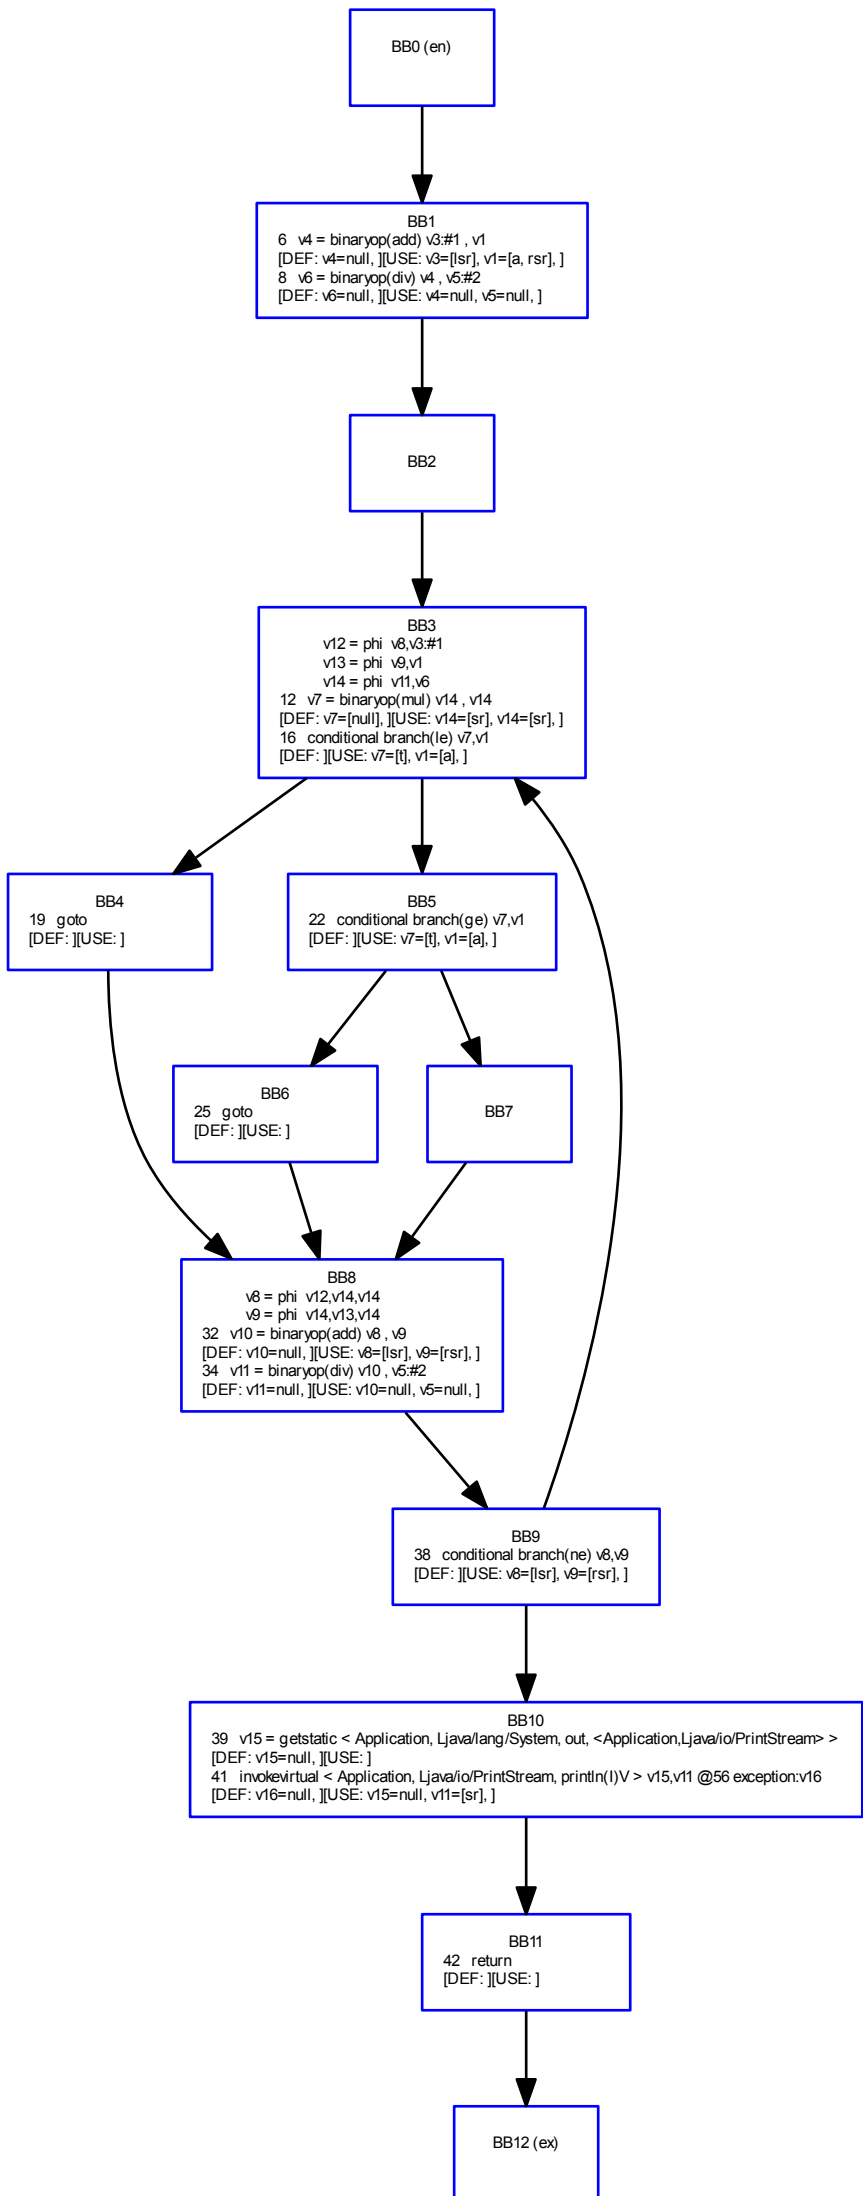 BB0 (en)
BB1
6 v4 = binaryop(add) v3:#1 , v1
[DEF: v4=null, ][USE: v3=[lsr], v1=[a, rsr], ]
8 v6 = binaryop(div) v4 , v5:#2
[DEF: v6=null, ][USE: v4=null, v5=null, ]
BB2
BB3
v12 = phi v8,v3:#1
v13 = phi v9,v1
v14 = phi v11,v6
12 v7 = binaryop(mul) v14 , v14
[DEF: v7=[null], ][USE: v14=[sr], v14=[sr], ]
16 conditional branch(le) v7,v1
[DEF: ][USE: v7=[t], v1=[a], ]
BB4
19 goto
[DEF: ][USE: ]
BB5
22 conditional branch(ge) v7,v1
[DEF: ][USE: v7=[t], v1=[a], ]
BB6
25 goto
[DEF: ][USE: ]
BB7
BB8
v8 = phi v12,v14,v14
v9 = phi v14,v13,v14
32 v10 = binaryop(add) v8 , v9
[DEF: v10=null, ][USE: v8=[lsr], v9=[rsr], ]
34 v11 = binaryop(div) v10 , v5:#2
[DEF: v11=null, ][USE: v10=null, v5=null, ]
BB9
38 conditional branch(ne) v8,v9
[DEF: ][USE: v8=[lsr], v9=[rsr], ]
BB10
39 v15 = getstatic < Application, Ljava/lang/System, out, <Application,Ljava/io/PrintStream> >
[DEF: v15=null, ][USE: ]
41 invokevirtual < Application, Ljava/io/PrintStream, println(I)V > v15,v11 @56 exception:v16
[DEF: v16=null, ][USE: v15=null, v11=[sr], ]
BB11
42 return
[DEF: ][USE: ]
BB12 (ex)